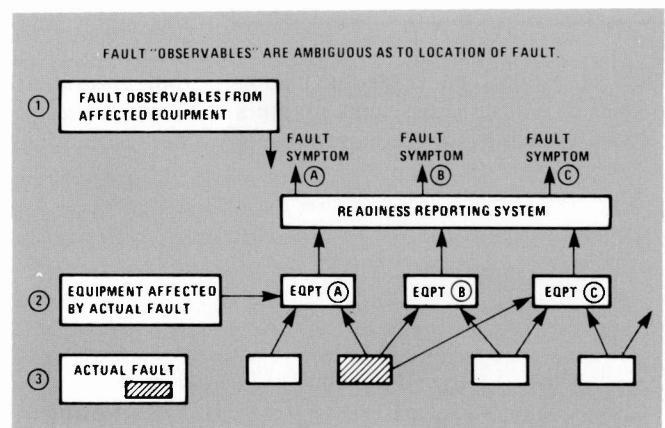 FAULT "OBSERVABLES" ARE AMBIGUOUS AS TO LOCATION OF FAULT.
1 FAULT OBSERVABLES FROM
AFFECTED EQUIPMENT
FAULT
SYMPTOM
A
FAULT
SYMPTOM
B
FAULT
SYMPTOM
C
READINESS REPORTING SYSTEM
2 EQUIPMENT AFFECTED
BY ACTUAL FAULT
EQPT A
EQPT B
EQPT C
3 ACTUAL FAULT